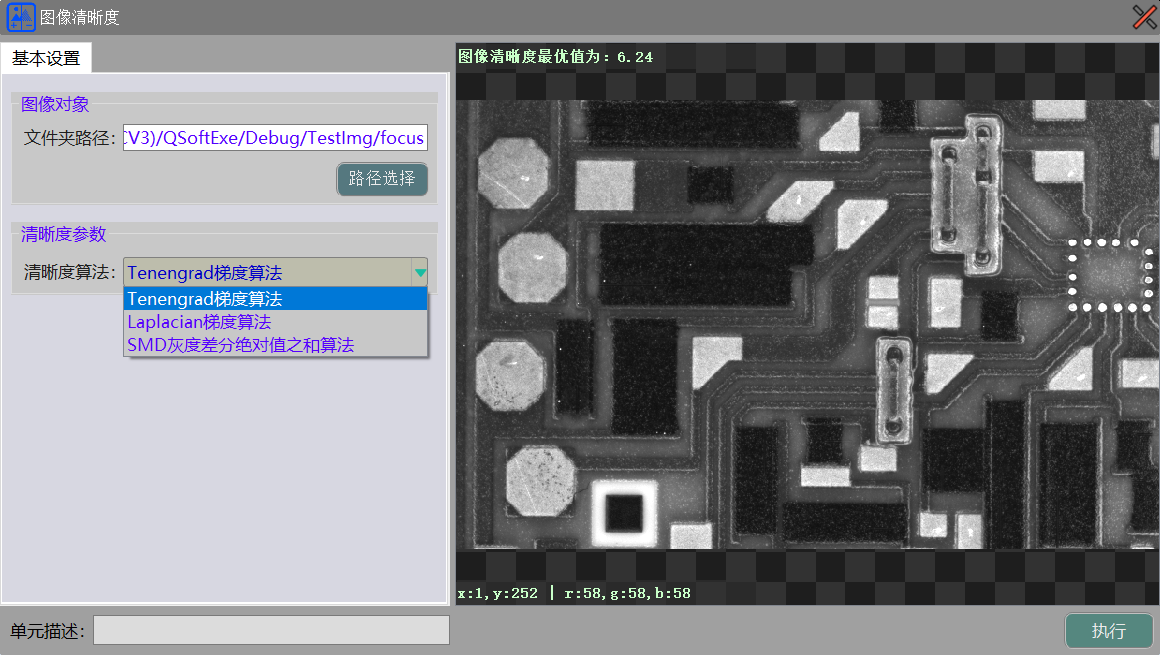 图像清晰度
基本设置
图像对象
文件夹路径: CV3)/QSoftExe/Debug/TestImg/focus
路径选择
清晰度参数
清晰度算法: Tenengrad梯度算法
Tenengrad梯度算法
Laplacian梯度算法
SMD灰度差分绝对值之和算法
图像清晰度最优值为: 6.24
x:1,y:252 | r:58,g:58,b:58
单元描述:
执行